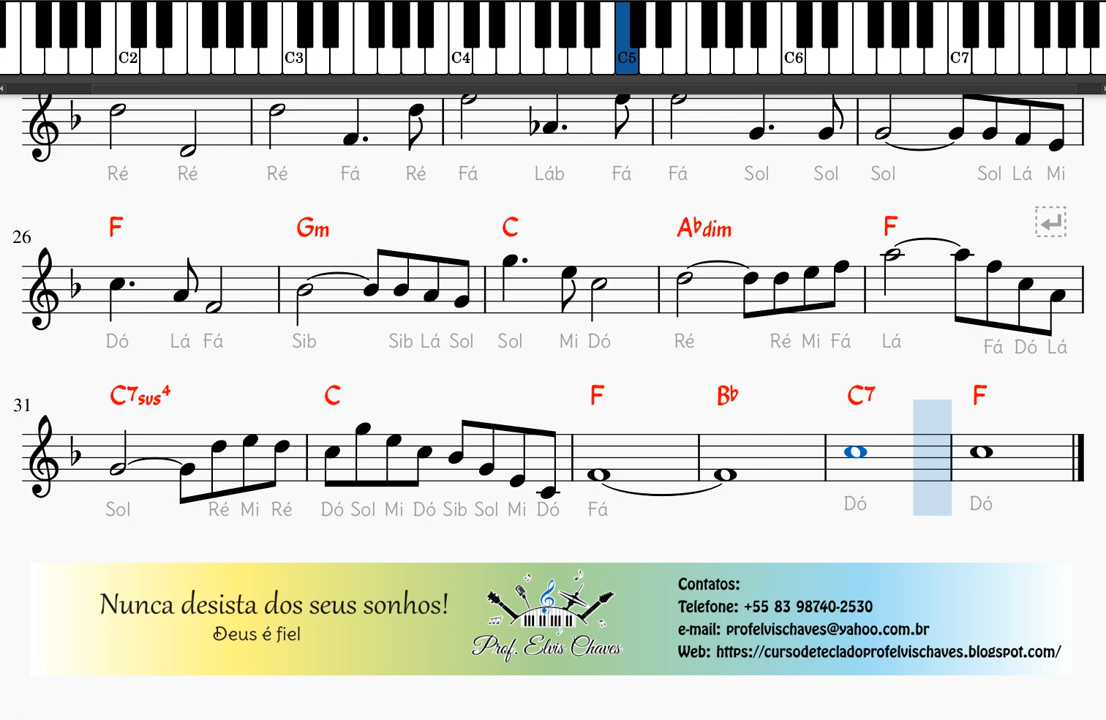 C2 C3 C4 C5 C6 C7
Ré Ré Ré Fá Ré Fá Láb Fá Fá Sol Sol Sol Sol Lá Mi
26 F Gm C A♭dim F
Dó Lá Fá Sib Sib Lá Sol Sol Mi Dó Ré Ré Mi Fá Lá Fá Dó Lá
31 C7sus4 C F B♭ C7 F
Sol Ré Mi Ré Dó Sol Mi Dó Sib Sol Mi Dó Fá Dó Dó
Nunca desista dos seus sonhos!
Deus é fiel
Prof. Elvis Chaves
Contatos:
Telefone: +55 83 98740-2530
e-mail: profelvischaves@yahoo.com.br
Web: https://cursodetecladoprofelvischaves.blogspot.com/